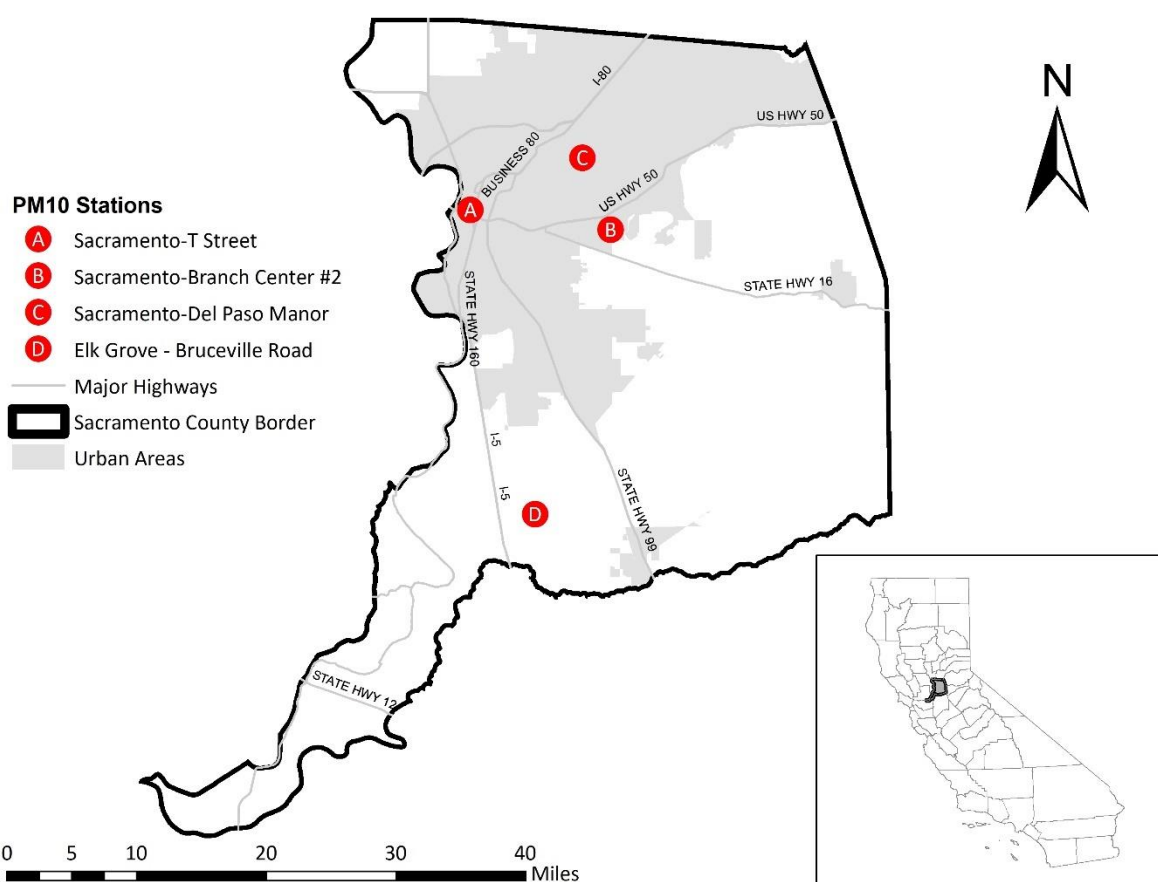 N
I-80
US HWY 50
BUSINESS 80
C
PM10 Stations
US HWY 50
A
A Sacramento-T Street
B
B Sacramento-Branch Center #2
STATE HWY 16
C Sacramento-Del Paso Manor
STATE HWY 160
D Elk Grove - Bruceville Road
Major Highways
Sacramento County Border
I-5
Urban Areas
I-5
STATE HWY 99
D
STATE HWY 12
0 5 10 20 30 40
Miles